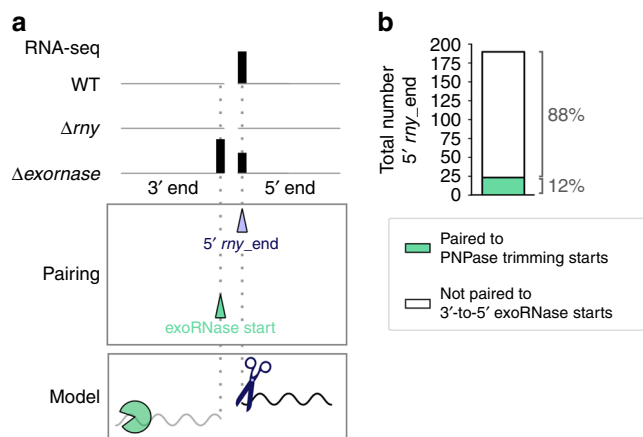 a
RNA-seq
WT
Δrny
Δexornase
3′ end
5′ end
Pairing
5′ rny_end
exoRNase start
Model
b
Total number
5′ rny_end
200
175
150
125
100
75
50
25
0
88%
12%
Paired to
PNPase trimming starts
Not paired to
3′-to-5′ exoRNase starts